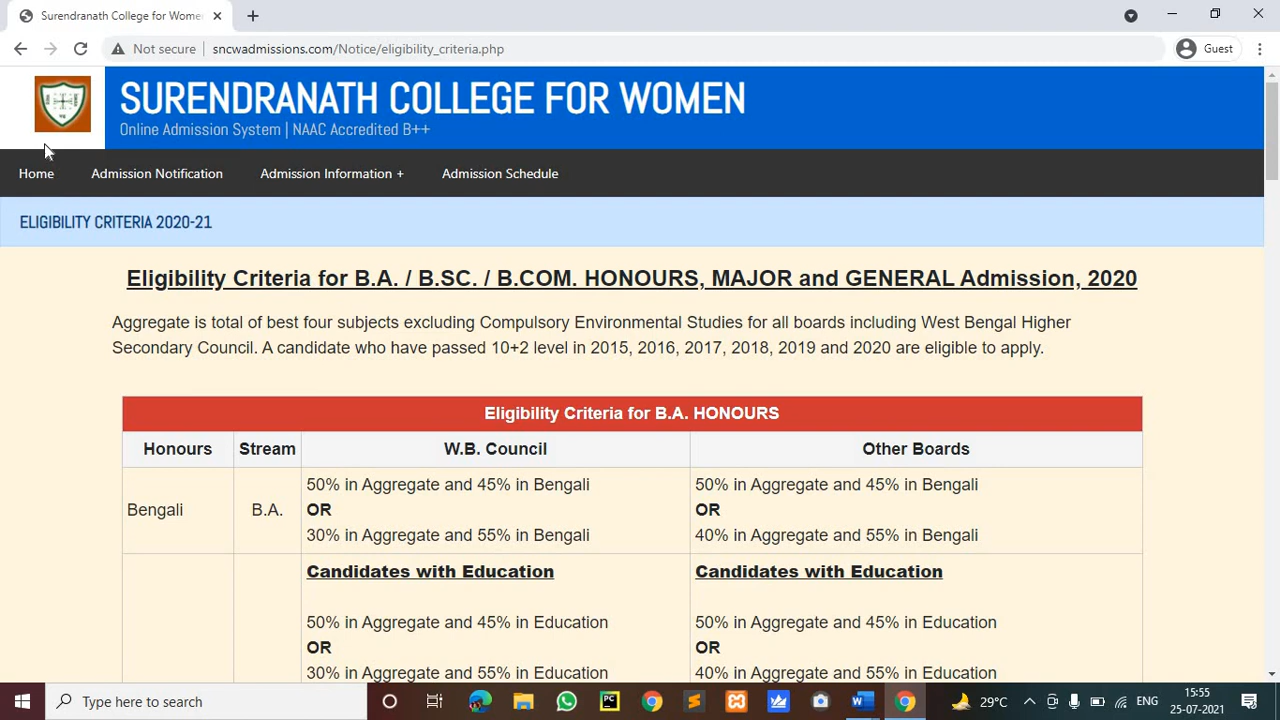 Surendranath College for Wome
Not secure
sncwadmissions.com/Notice/eligibility_criteria.php
Guest
SURENDRANATH COLLEGE FOR WOMEN
Online Admission System | NAAC Accredited B++
Home Admission Notification Admission Information + Admission Schedule
ELIGIBILITY CRITERIA 2020-21
Eligibility Criteria for B.A. / B.SC. / B.COM. HONOURS, MAJOR and GENERAL Admission, 2020
Aggregate is total of best four subjects excluding Compulsory Environmental Studies for all boards including West Bengal Higher
Secondary Council. A candidate who have passed 10+2 level in 2015, 2016, 2017, 2018, 2019 and 2020 are eligible to apply.
Eligibility Criteria for B.A. HONOURS
Honours Stream W.B. Council Other Boards
50% in Aggregate and 45% in Bengali 50% in Aggregate and 45% in Bengali
Bengali B.A. OR OR
30% in Aggregate and 55% in Bengali 40% in Aggregate and 55% in Bengali
Candidates with Education Candidates with Education
50% in Aggregate and 45% in Education 50% in Aggregate and 45% in Education
OR OR
30% in Aggregate and 55% in Education 40% in Aggregate and 55% in Education
Type here to search
PC
W
29°C
ENG
15:55
25-07-2021